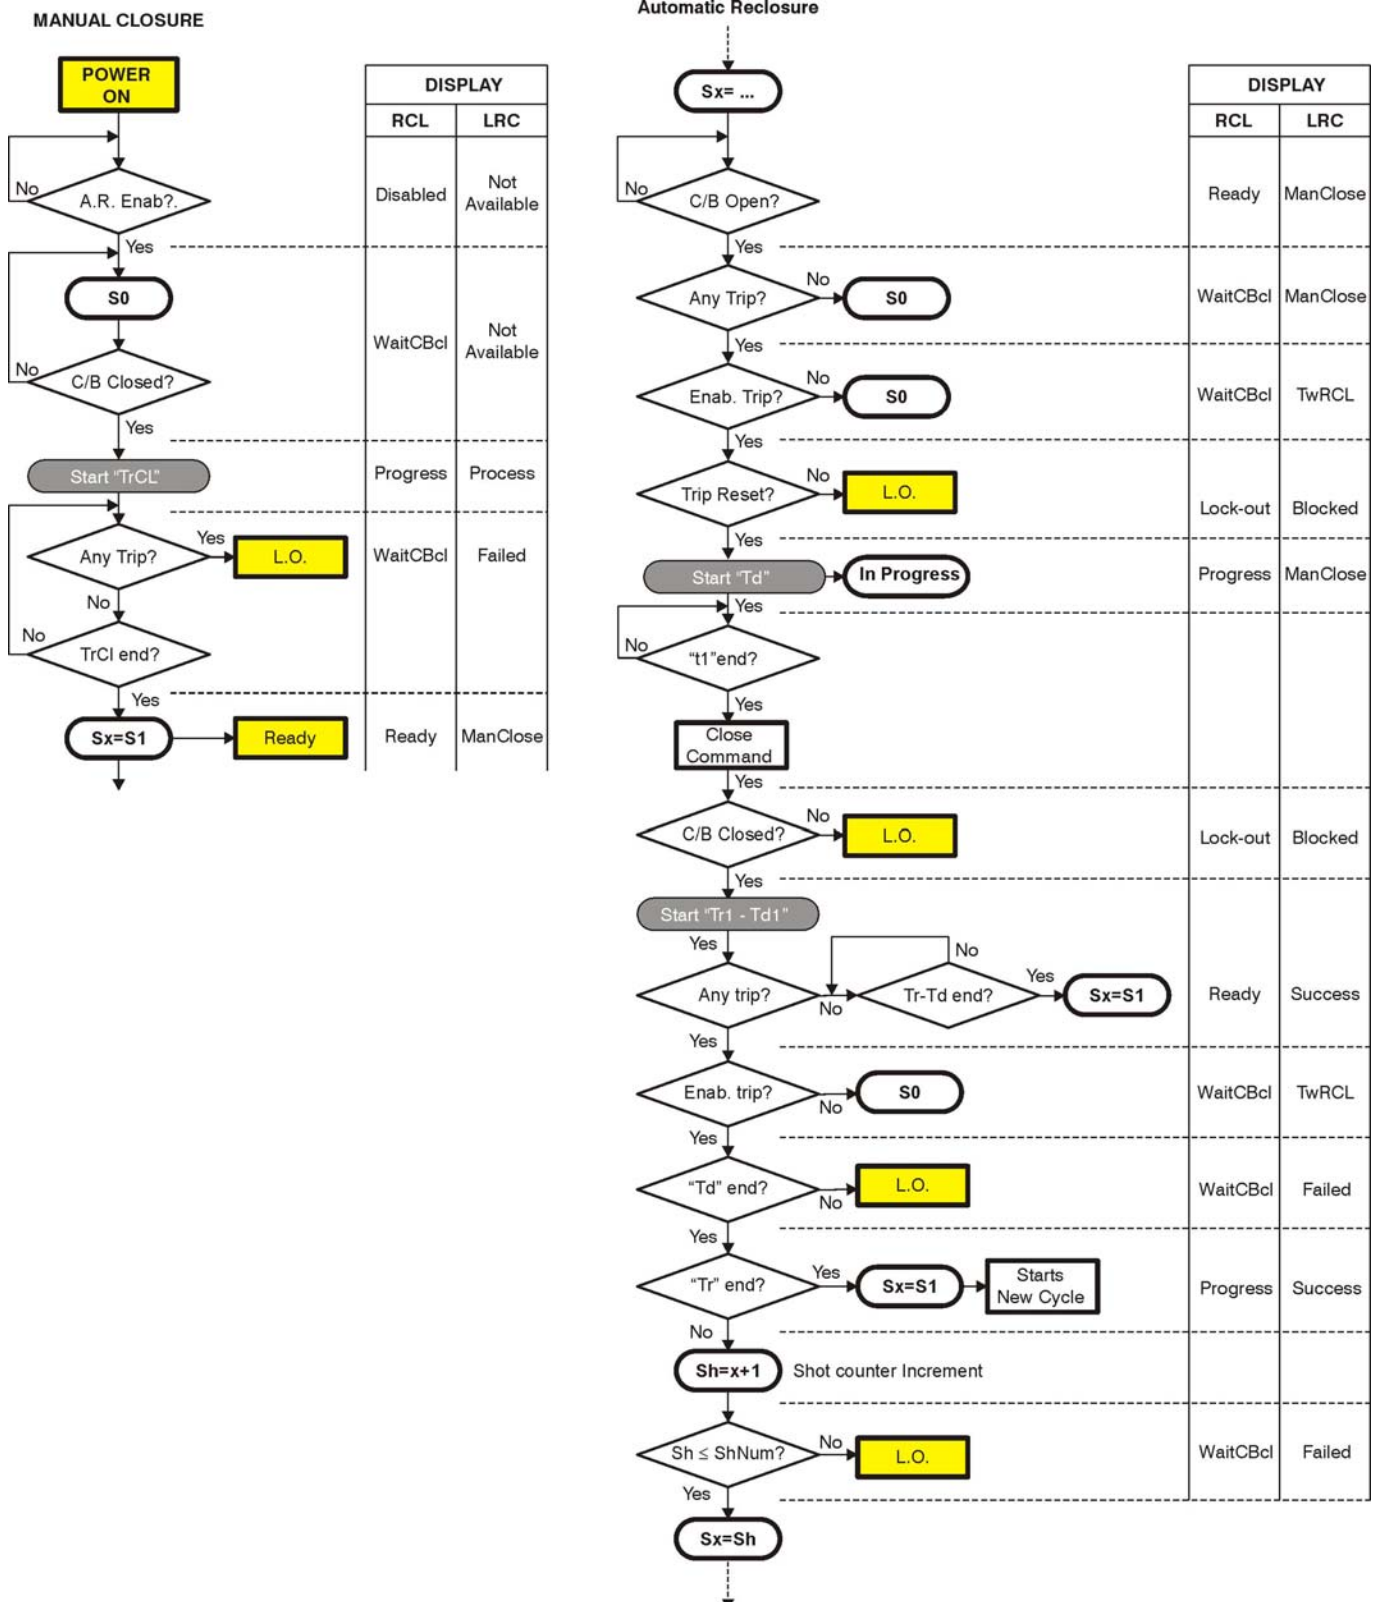 MANUAL CLOSURE
POWER
ON
DISPLAY
RCL LRC
No
A.R. Enab?.
Disabled
Not
Available
Yes
S0
No
C/B Closed?
WaitCBcl
Not
Available
Yes
Start "TrCL"
Progress Process
Any Trip?
Yes
L.O.
WaitCBcl Failed
No
No
TrCl end?
Yes
Sx=S1
Ready
Ready ManClose
Automatic Reclosure
Sx= ...
DISPLAY
RCL LRC
No
C/B Open?
Ready ManClose
Yes
Any Trip?
No
S0
WaitCBcl ManClose
Yes
Enab. Trip?
No
S0
WaitCBcl TwRCL
Yes
Trip Reset?
No
L.O.
Lock-out Blocked
Yes
Start "Td"
In Progress
Progress ManClose
Yes
No
"t1"end?
Yes
Close
Command
Yes
C/B Closed?
No
L.O.
Lock-out Blocked
Yes
Start "Tr1 - Td1"
Yes
Any trip?
No
No
Tr-Td end?
Yes
Sx=S1
Ready Success
Yes
Enab. trip?
No
S0
WaitCBcl TwRCL
Yes
"Td" end?
No
L.O.
WaitCBcl Failed
Yes
"Tr" end?
Yes
Sx=S1
Starts
New Cycle
Progress Success
No
Sh=x+1 Shot counter Increment
Sh ≤ ShNum?
No
L.O.
WaitCBcl Failed
Yes
Sx=Sh